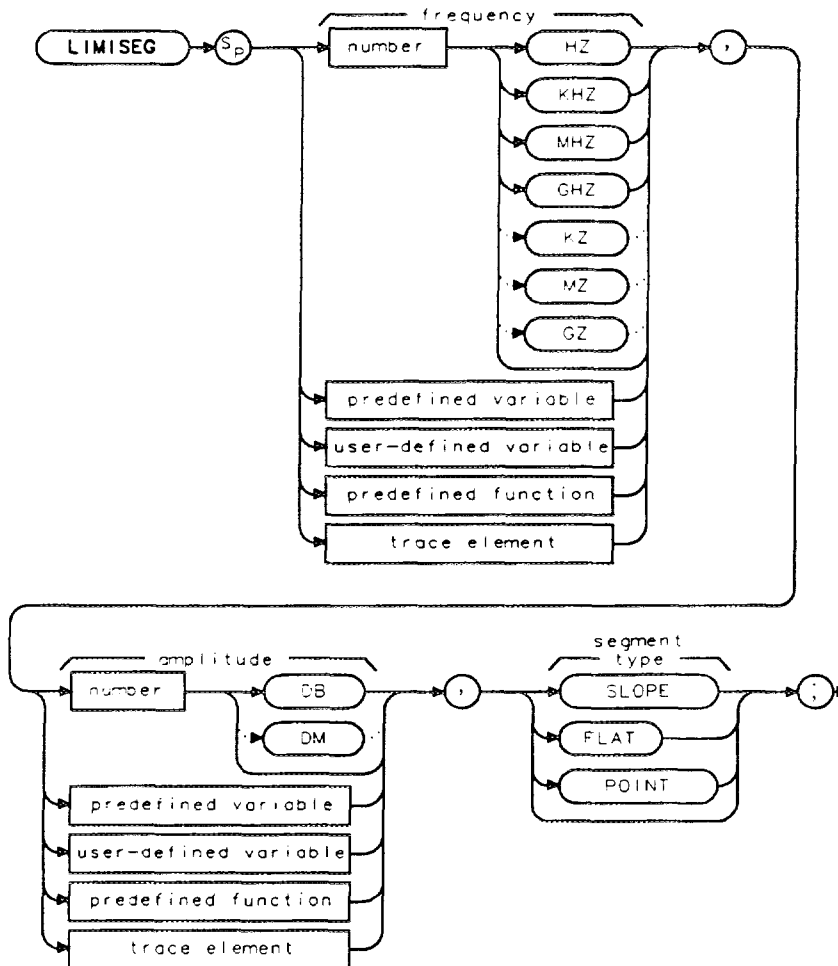 frequency
LIMISEG
Sp
number
HZ
,
KHZ
MHZ
GHZ
KZ
MZ
GZ
predefined variable
user-defined variable
predefined function
trace element
amplitude
segment
type
number
DB
,
SLOPE
;
DM
FLAT
POINT
predefined variable
user-defined variable
predefined function
trace element